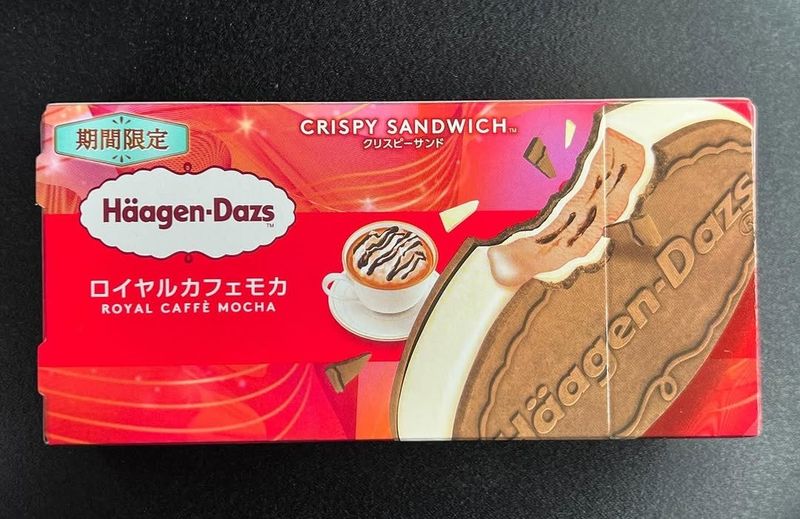 期間限定
CRISPY SANDWICH™
クリスピーサンド
Häagen-Dazs™
ロイヤルカフェモカ
ROYAL CAFFÈ MOCHA
Häagen-Dazs®